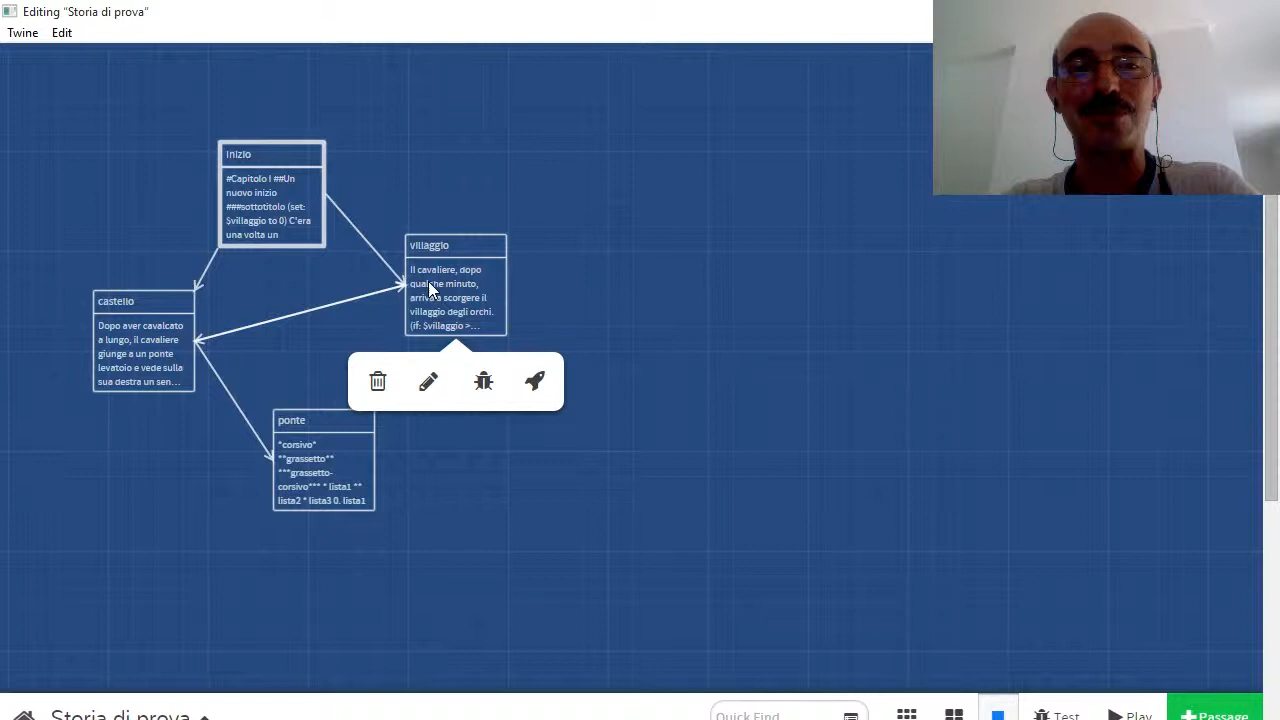 Editing “Storia di prova”
Twine Edit
inizio
#Capitolo I ##Un
nuovo inizio
###sottotitolo (set:
$villaggio to 0) C'era
una volta un
villaggio
Il cavaliere, dopo
qualche minuto,
arriva a scorgere il
villaggio degli orchi.
(if: $villaggio >...
castello
Dopo aver cavalcato
a lungo, il cavaliere
giunge a un ponte
levatoio e vede sulla
sua destra un sen...
ponte
*corsivo*
**grassetto**
***grassetto-
corsivo*** * lista1 **
lista2 * lista3 0. lista1
Storia di prova
Quick Find
Test
Play
+Passage